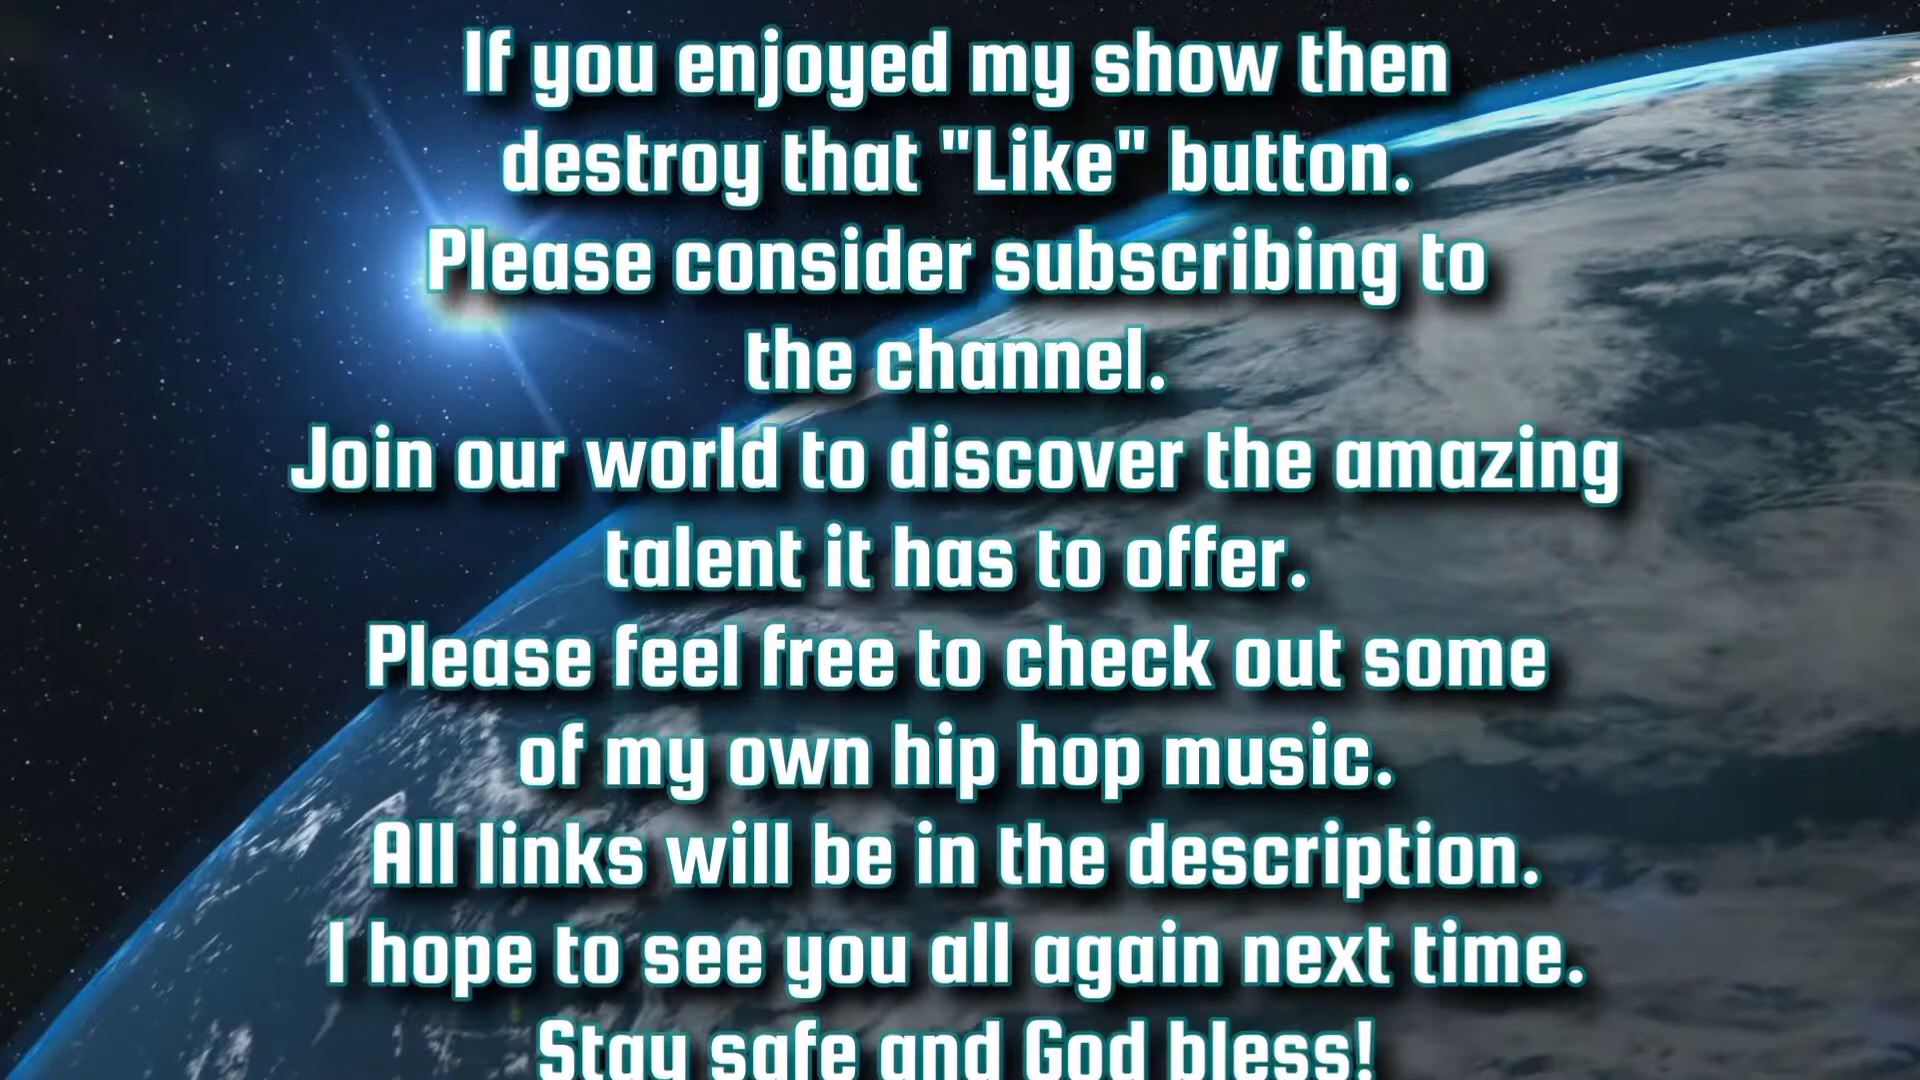 If you enjoyed my show then
destroy that "Like" button.
Please consider subscribing to
the channel.
Join our world to discover the amazing
talent it has to offer.
Please feel free to check out some
of my own hip hop music.
All links will be in the description.
I hope to see you all again next time.
Stay safe and God bless!